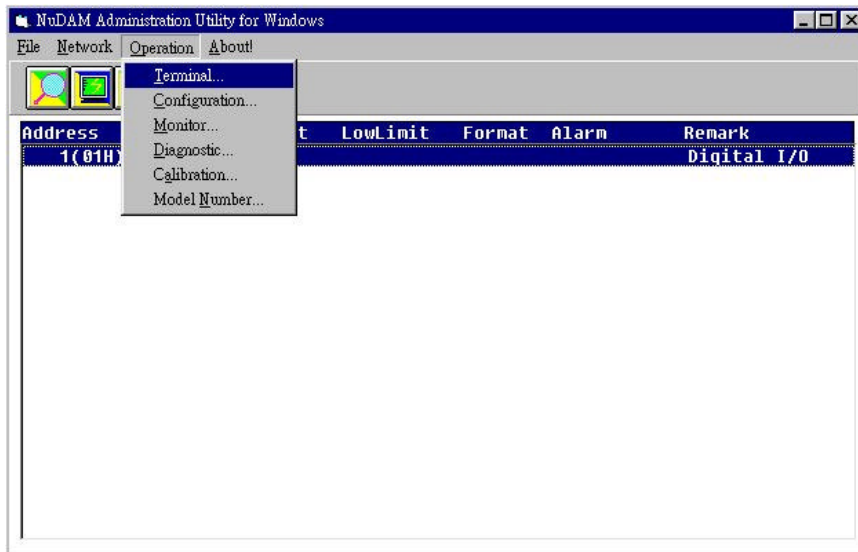 NuDAM Administration Utility for Windows
File Network Operation About!
Terminal...
Configuration...
Monitor...
Diagnostic...
Calibration...
Model Number...
Address t LowLimit Format Alarm Remark
1(01H) Digital I/O